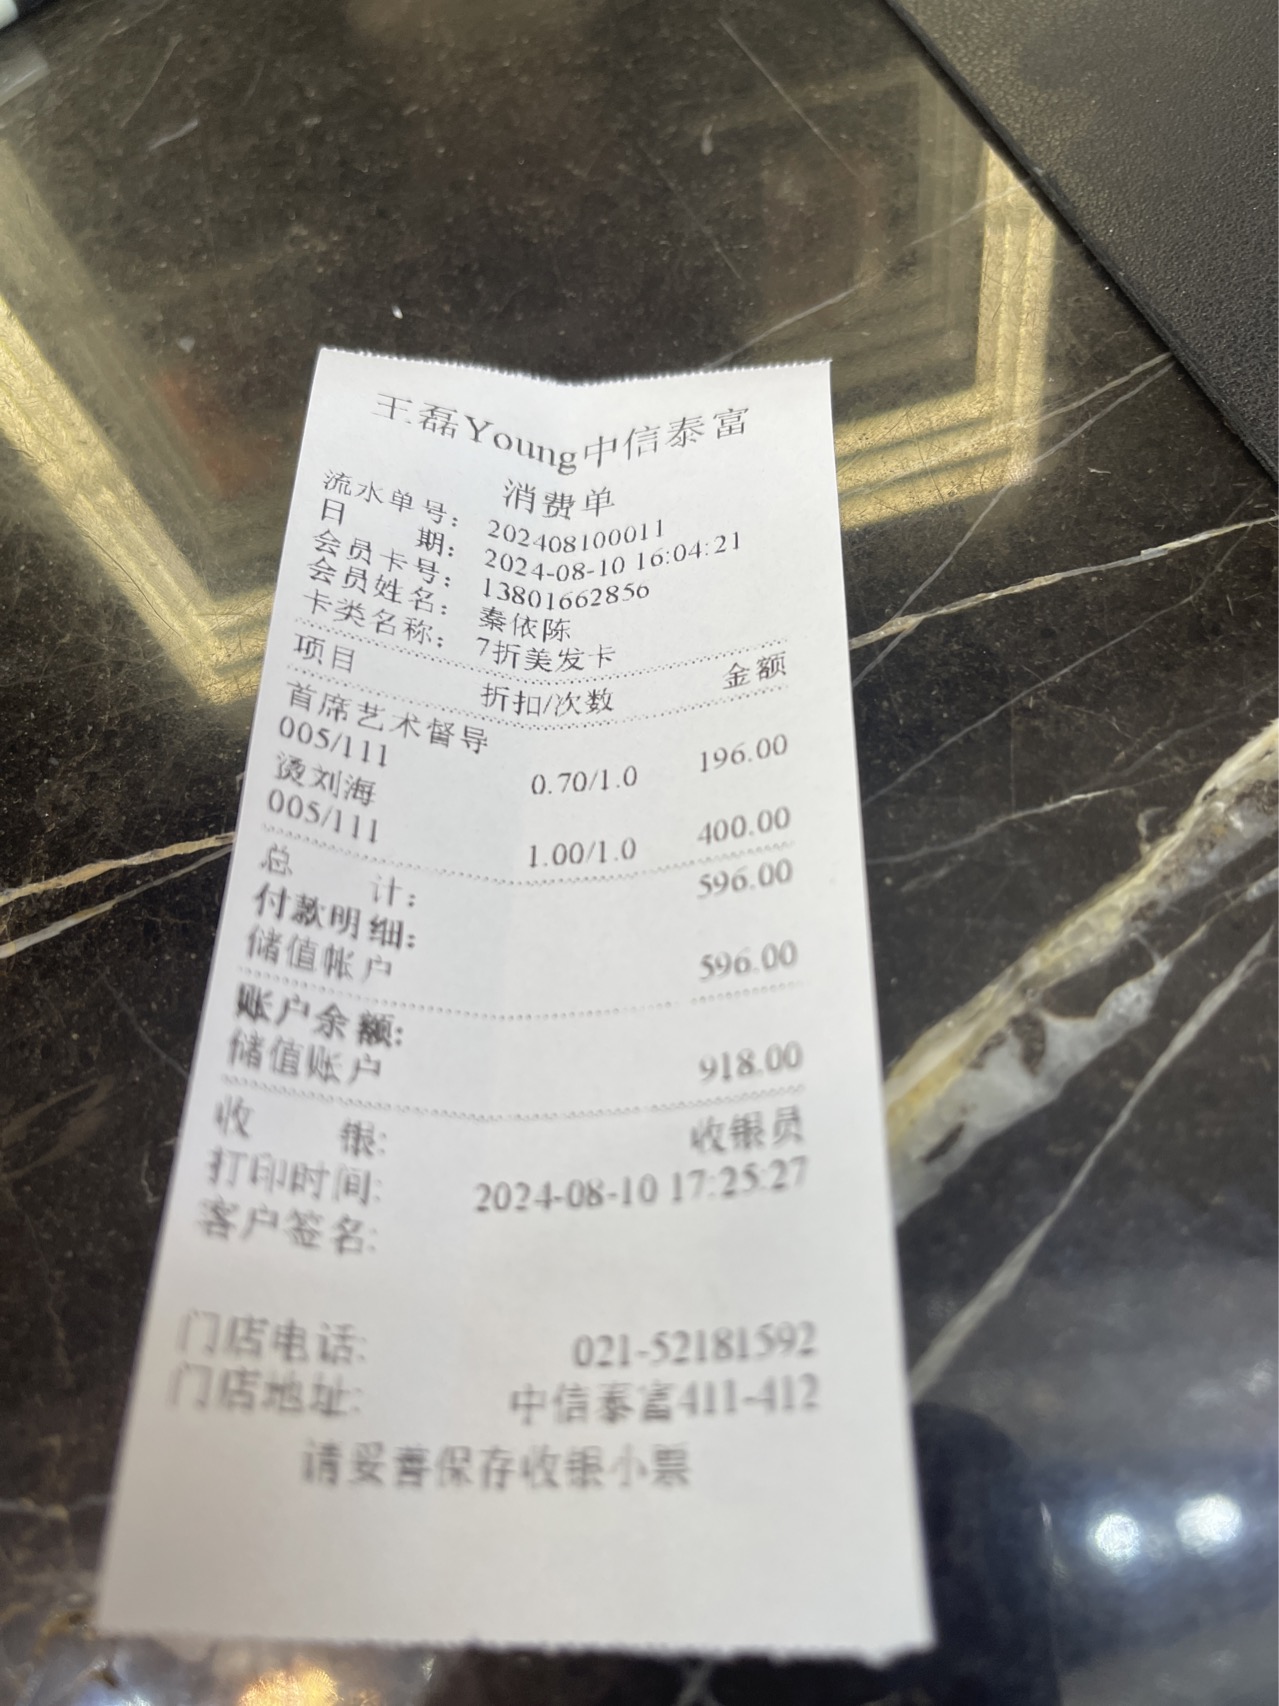 王磊Young中信泰富
消费单
流水单号： 202408100011
日 期： 2024-08-10 16:04:21
会员卡号： 13801662856
会员姓名： 秦依陈
卡类名称： 7折美发卡
项目 折扣/次数 金额
首席艺术督导
005/111 0.70/1.0 196.00
烫刘海
005/111 1.00/1.0 400.00
总 计： 596.00
付款明细：
储值帐户 596.00
账户余额：
储值账户 918.00
收 银： 收银员
打印时间： 2024-08-10 17:25:27
客户签名：
门店电话： 021-52181592
门店地址： 中信泰富411-412
请妥善保存收银小票